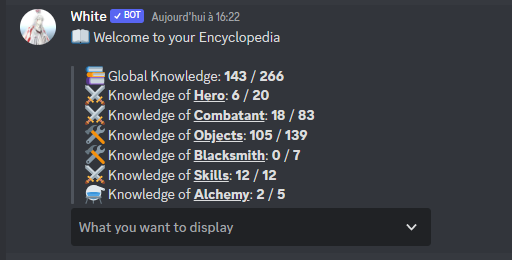 White ✓ BOT Aujourd'hui à 16:22
📖 Welcome to your Encyclopedia
📚 Global Knowledge: 143 / 266
⚔️ Knowledge of Hero: 6 / 20
⚔️ Knowledge of Combatant: 18 / 83
🛠️ Knowledge of Objects: 105 / 139
🛠️ Knowledge of Blacksmith: 0 / 7
⚔️ Knowledge of Skills: 12 / 12
⚗️ Knowledge of Alchemy: 2 / 5
What you want to display